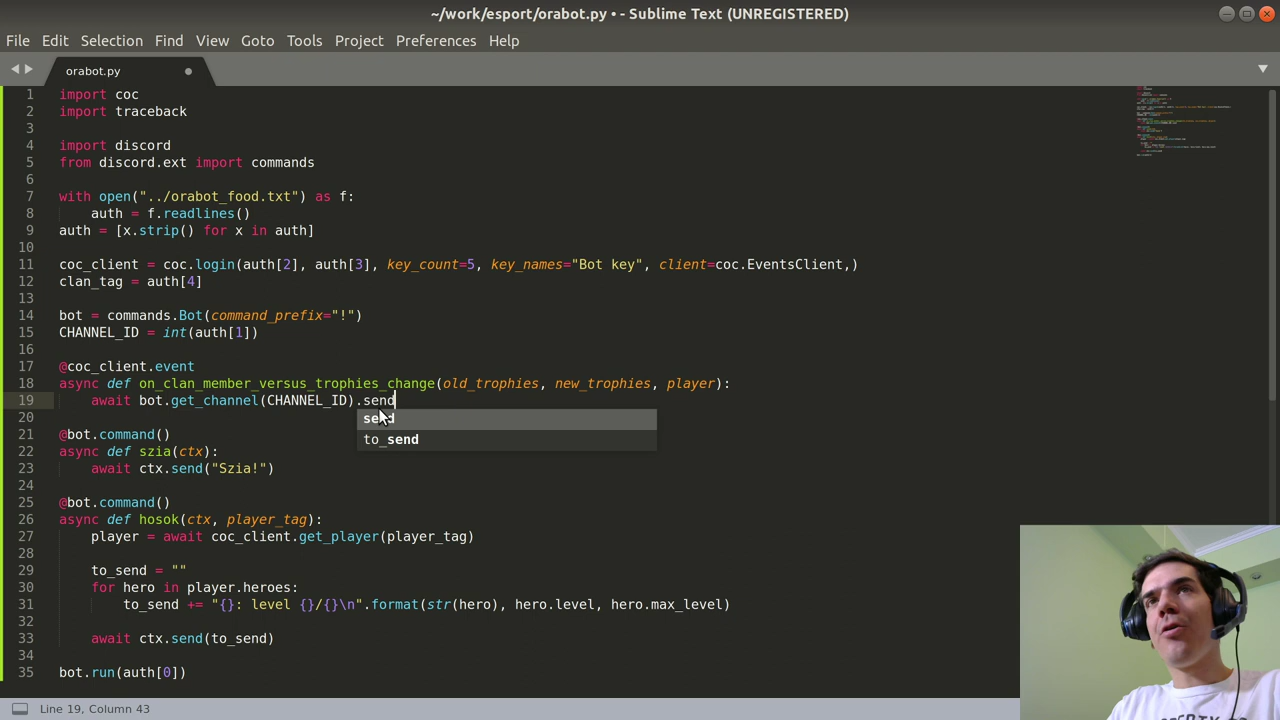 ~/work/esport/orabot.py • - Sublime Text (UNREGISTERED)
File Edit Selection Find View Goto Tools Project Preferences Help
orabot.py
1 import coc
2 import traceback
3
4 import discord
5 from discord.ext import commands
6
7 with open("../orabot_food.txt") as f:
8 auth = f.readlines()
9 auth = [x.strip() for x in auth]
10
11 coc_client = coc.login(auth[2], auth[3], key_count=5, key_names="Bot key", client=coc.EventsClient,)
12 clan_tag = auth[4]
13
14 bot = commands.Bot(command_prefix="!")
15 CHANNEL_ID = int(auth[1])
16
17 @coc_client.event
18 async def on_clan_member_versus_trophies_change(old_trophies, new_trophies, player):
19 await bot.get_channel(CHANNEL_ID).send
send
20
to_send
21 @bot.command()
22 async def szia(ctx):
23 await ctx.send("Szia!")
24
25 @bot.command()
26 async def hosok(ctx, player_tag):
27 player = await coc_client.get_player(player_tag)
28
29 to_send = ""
30 for hero in player.heroes:
31 to_send += "{}: level {}/{}\n".format(str(hero), hero.level, hero.max_level)
32
33 await ctx.send(to_send)
34
35 bot.run(auth[0])
Line 19, Column 43